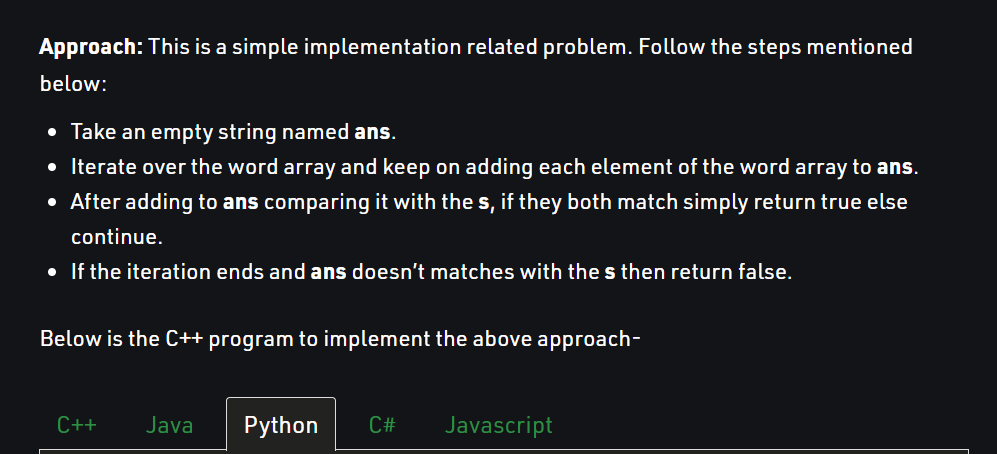 Approach: This is a simple implementation related problem. Follow the steps mentioned
below:
• Take an empty string named ans.
• Iterate over the word array and keep on adding each element of the word array to ans.
• After adding to ans comparing it with the s, if they both match simply return true else
continue.
• If the iteration ends and ans doesn’t matches with the s then return false.
Below is the C++ program to implement the above approach-
C++ Java Python C# Javascript